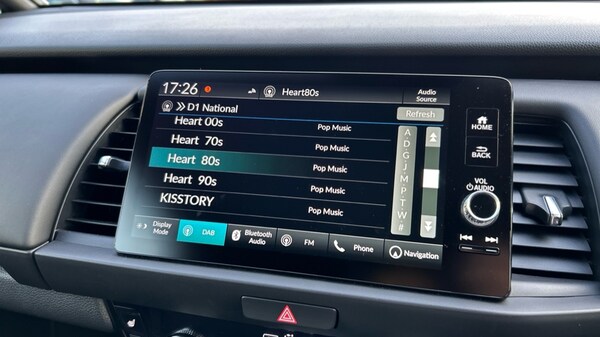 17:26
Heart80s
Audio Source
D1 National
Refresh
Heart 00s Pop Music
Heart 70s Pop Music
Heart 80s Pop Music
Heart 90s Pop Music
KISSTORY Pop Music
A
D
G
J
M
P
T
W
#
HOME
BACK
VOL
AUDIO
Display Mode
DAB
Bluetooth Audio
FM
Phone
Navigation